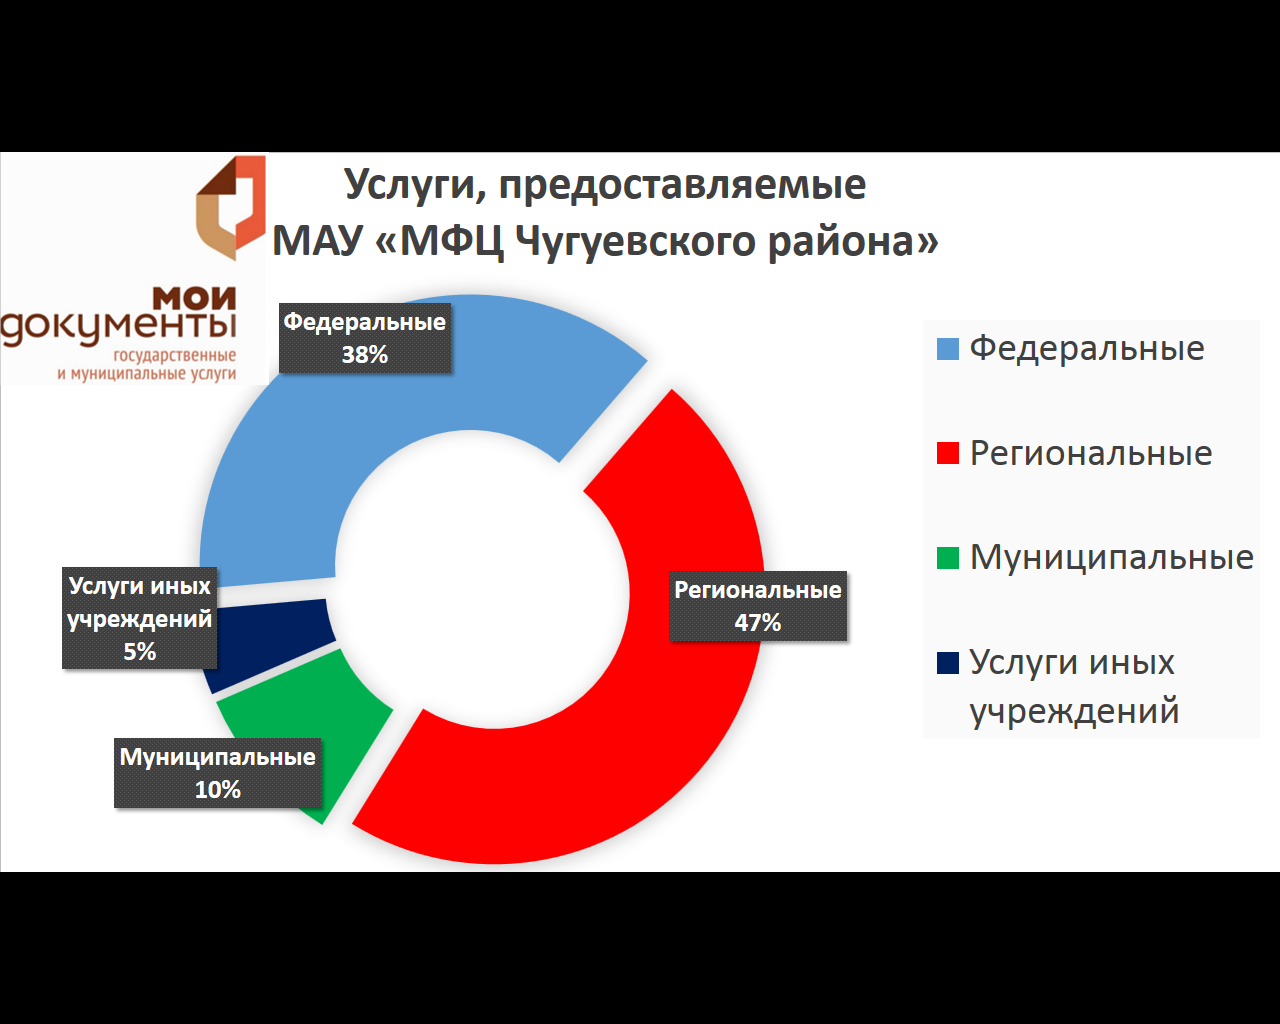 Услуги, предоставляемые
МАУ «МФЦ Чугуевского района»
мои
документы
государственные
и муниципальные услуги
Федеральные
38%
Региональные
47%
Услуги иных
учреждений
5%
Муниципальные
10%
Федеральные
Региональные
Муниципальные
Услуги иных
учреждений